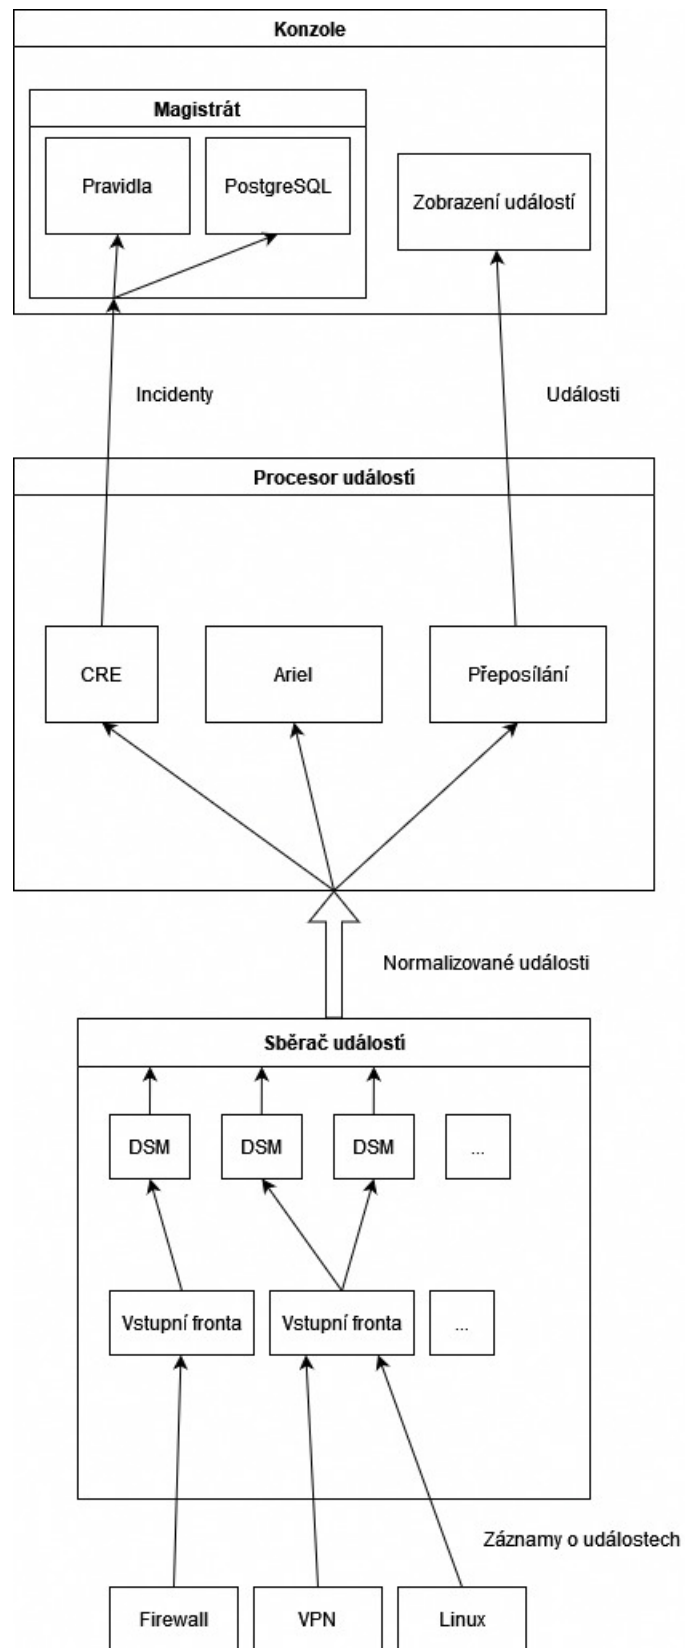 Konzole
Magistrát
Pravidla
PostgreSQL
Zobrazení událostí
Incidenty
Události
Procesor událostí
CRE
Ariel
Přeposílání
Normalizované události
Sběrač událostí
DSM
DSM
DSM
...
Vstupní fronta
Vstupní fronta
...
Záznamy o událostech
Firewall
VPN
Linux